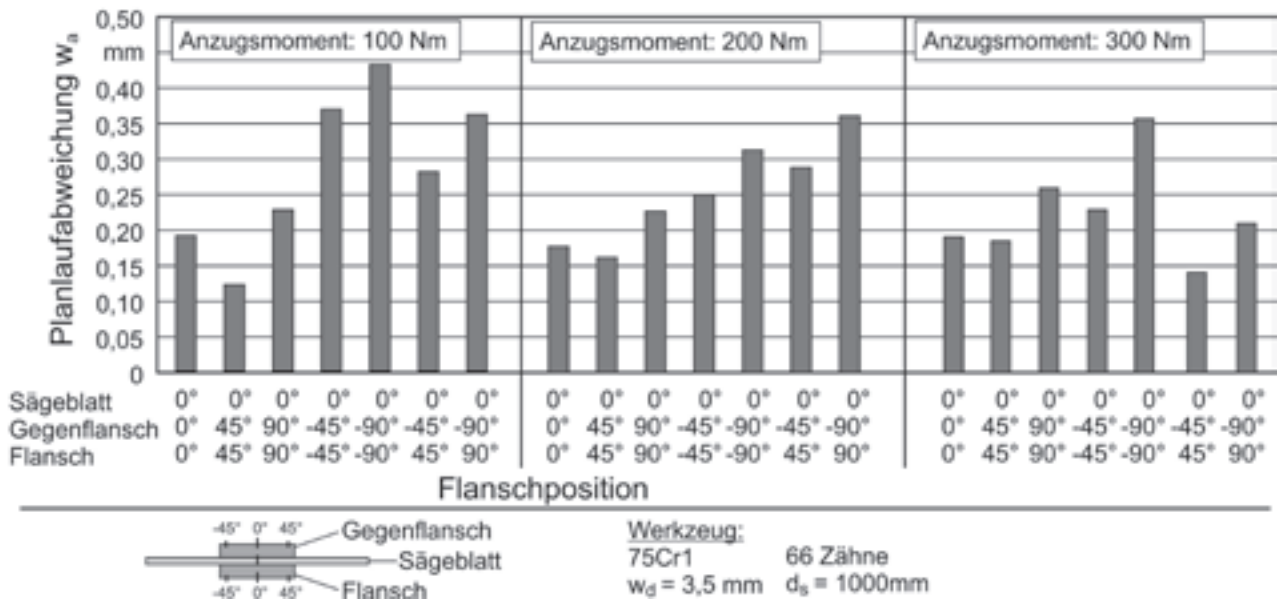 Planlaufabweichung wa
0,50
mm
0,40
0,35
0,30
0,25
0,20
0,15
0,10
0,05
0
Anzugsmoment: 100 Nm
Anzugsmoment: 200 Nm
Anzugsmoment: 300 Nm
Sägeblatt 0° 0° 0° 0° 0° 0° 0° 0° 0° 0° 0° 0° 0° 0° 0° 0° 0° 0° 0° 0° 0°
Gegenflansch 0° 45° 90° -45° -90° -45° -90° 0° 45° 90° -45° -90° -45° -90° 0° 45° 90° -45° -90° -45° -90°
Flansch 0° 45° 90° -45° -90° 45° 90° 0° 45° 90° -45° -90° 45° 90° 0° 45° 90° -45° -90° 45° 90°
Flanschposition
-45° 0° 45°
Gegenflansch
Sägeblatt
Flansch
-45° 0° 45°
Werkzeug:
75Cr1 66 Zähne
wd = 3,5 mm ds = 1000mm